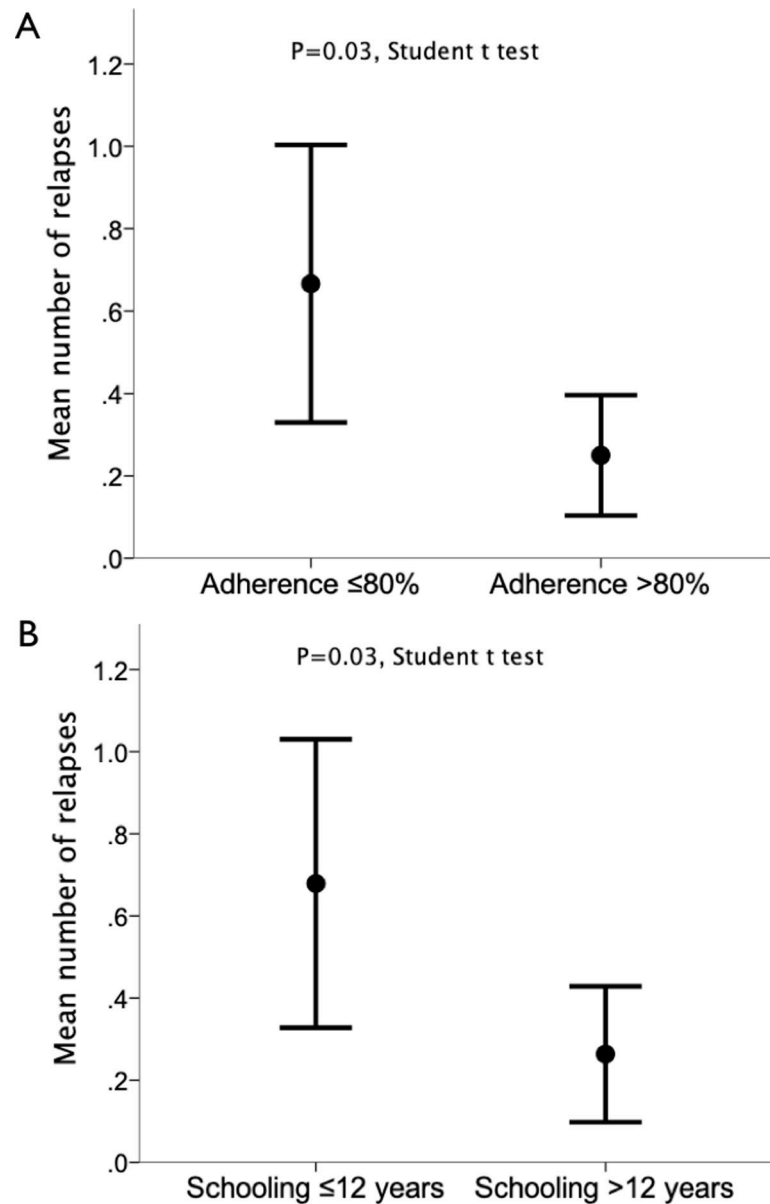 A
P=0.03, Student t test
Mean number of relapses
1.2
1.0
.8
.6
.4
.2
.0
Adherence ≤80% Adherence >80%
B
P=0.03, Student t test
Mean number of relapses
1.2
1.0
.8
.6
.4
.2
.0
Schooling ≤12 years Schooling >12 years